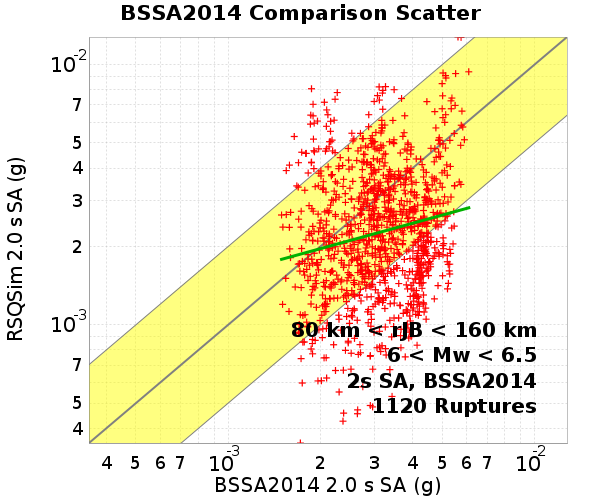 BSSA2014 Comparison Scatter
RSQSim 2.0 s SA (g)
10^-2
7
5
4
3
2
10^-3
7
5
4
80 km < rJB < 160 km
6 < Mw < 6.5
2s SA, BSSA2014
1120 Ruptures
4 5 6 7 10^-3 2 3 4 5 6 7 10^-2
BSSA2014 2.0 s SA (g)